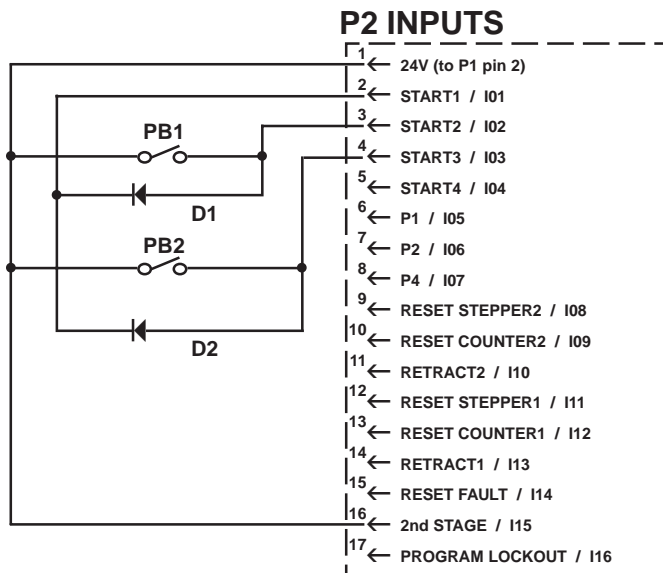 P2 INPUTS
1 24V (to P1 pin 2)
2 START1 / I01
3 START2 / I02
4 START3 / I03
5 START4 / I04
6 P1 / I05
7 P2 / I06
8 P4 / I07
9 RESET STEPPER2 / I08
10 RESET COUNTER2 / I09
11 RETRACT2 / I10
12 RESET STEPPER1 / I11
13 RESET COUNTER1 / I12
14 RETRACT1 / I13
15 RESET FAULT / I14
16 2nd STAGE / I15
17 PROGRAM LOCKOUT / I16
PB1
D1
PB2
D2